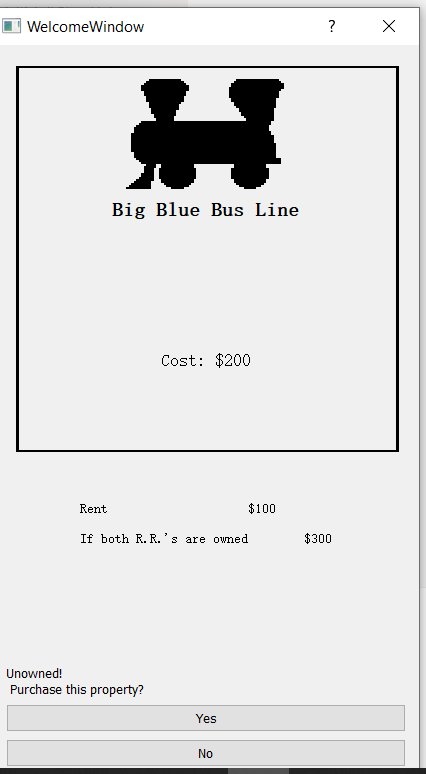 WelcomeWindow
Big Blue Bus Line
Cost: $200
Rent $100
If both R.R.'s are owned $300
Unowned!
Purchase this property?
Yes
No